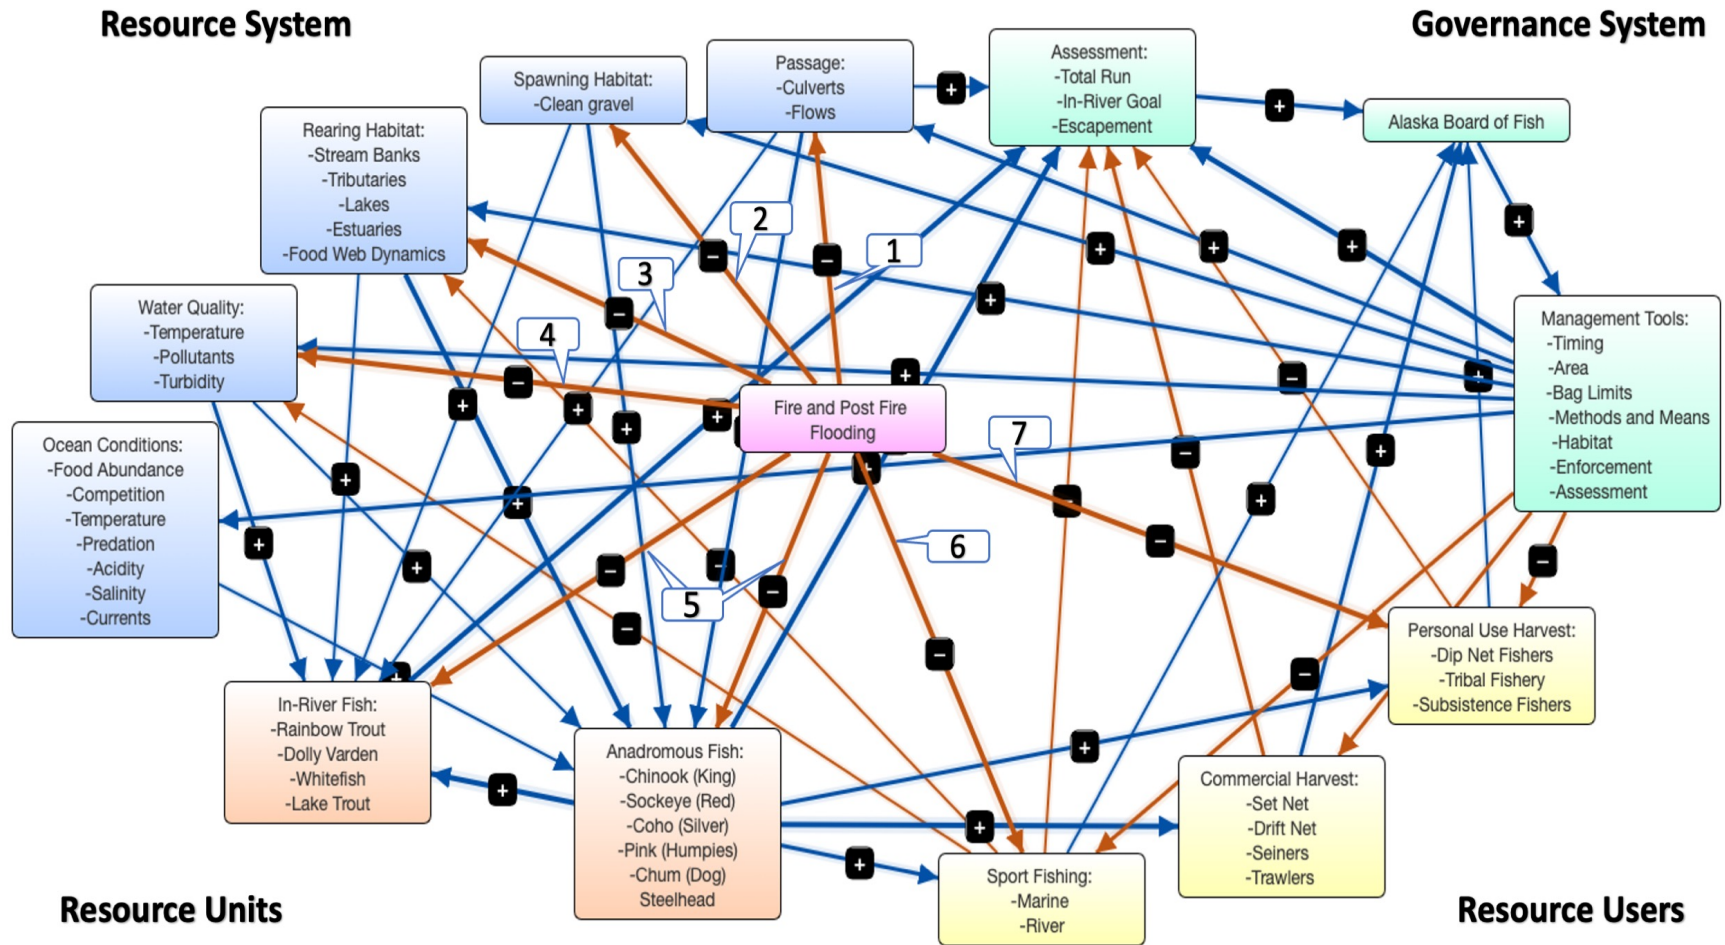 Resource System
Governance System
Spawning Habitat:
-Clean gravel
Passage:
-Culverts
-Flows
Assessment:
-Total Run
-In-River Goal
-Escapement
Alaska Board of Fish
Rearing Habitat:
-Stream Banks
-Tributaries
-Lakes
-Estuaries
-Food Web Dynamics
Water Quality:
-Temperature
-Pollutants
-Turbidity
Ocean Conditions:
-Food Abundance
-Competition
-Temperature
-Predation
-Acidity
-Salinity
-Currents
Fire and Post Fire
Flooding
Management Tools:
-Timing
-Area
-Bag Limits
-Methods and Means
-Habitat
-Enforcement
-Assessment
1
2
3
4
5
6
7
In-River Fish:
-Rainbow Trout
-Dolly Varden
-Whitefish
-Lake Trout
Anadromous Fish:
-Chinook (King)
-Sockeye (Red)
-Coho (Silver)
-Pink (Humpies)
-Chum (Dog)
Steelhead
Sport Fishing:
-Marine
-River
Commercial Harvest:
-Set Net
-Drift Net
-Seiners
-Trawlers
Personal Use Harvest:
-Dip Net Fishers
-Tribal Fishery
-Subsistence Fishers
Resource Units
Resource Users